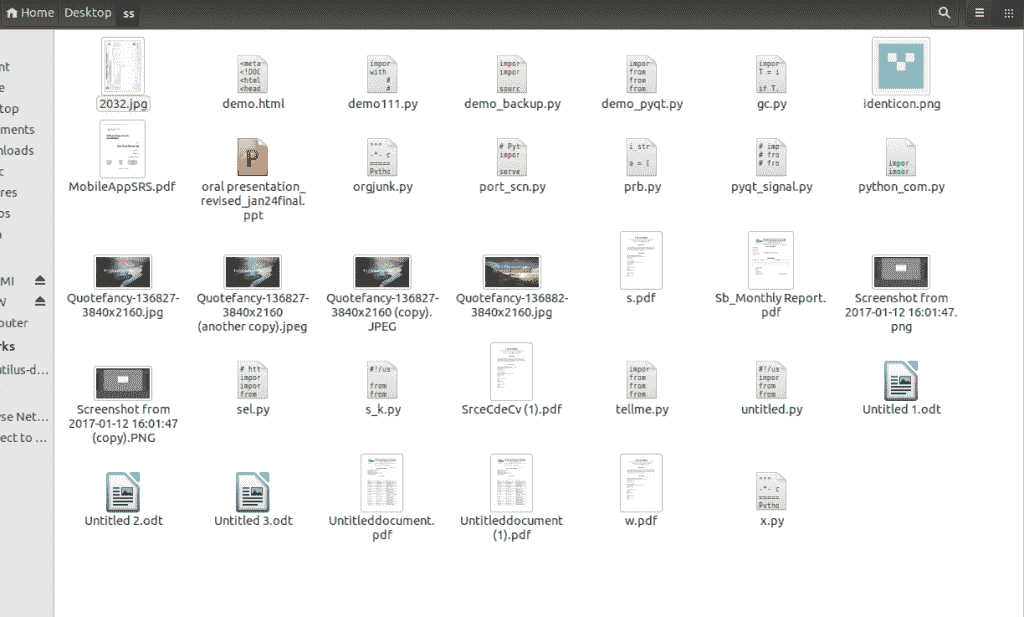 Home Desktop ss
nt
e
top
ments
nloads
c
res
os
a
MI
W
outer
rks
utilus-d...
yse Net...
ect to ...
2032.jpg demo.html demo111.py demo_backup.py demo_pyqt.py gc.py identicon.png
MobileAppSRS.pdf oral presentation_ orgjunk.py port_scn.py prb.py pyqt_signal.py python_com.py
revised_jan24final.
ppt
Quotefancy-136827- Quotefancy-136827- Quotefancy-136827- Quotefancy-136882- s.pdf Sb_Monthly Report. Screenshot from
3840x2160.jpg 3840x2160 3840x2160 (copy). 3840x2160.jpg pdf 2017-01-12 16:01:47.
(another copy).jpeg JPEG png
Screenshot from sel.py s_k.py SrceCdeCv (1).pdf tellme.py untitled.py Untitled 1.odt
2017-01-12 16:01:47
(copy).PNG
Untitled 2.odt Untitled 3.odt Untitleddocument. Untitleddocument w.pdf x.py
pdf (1).pdf